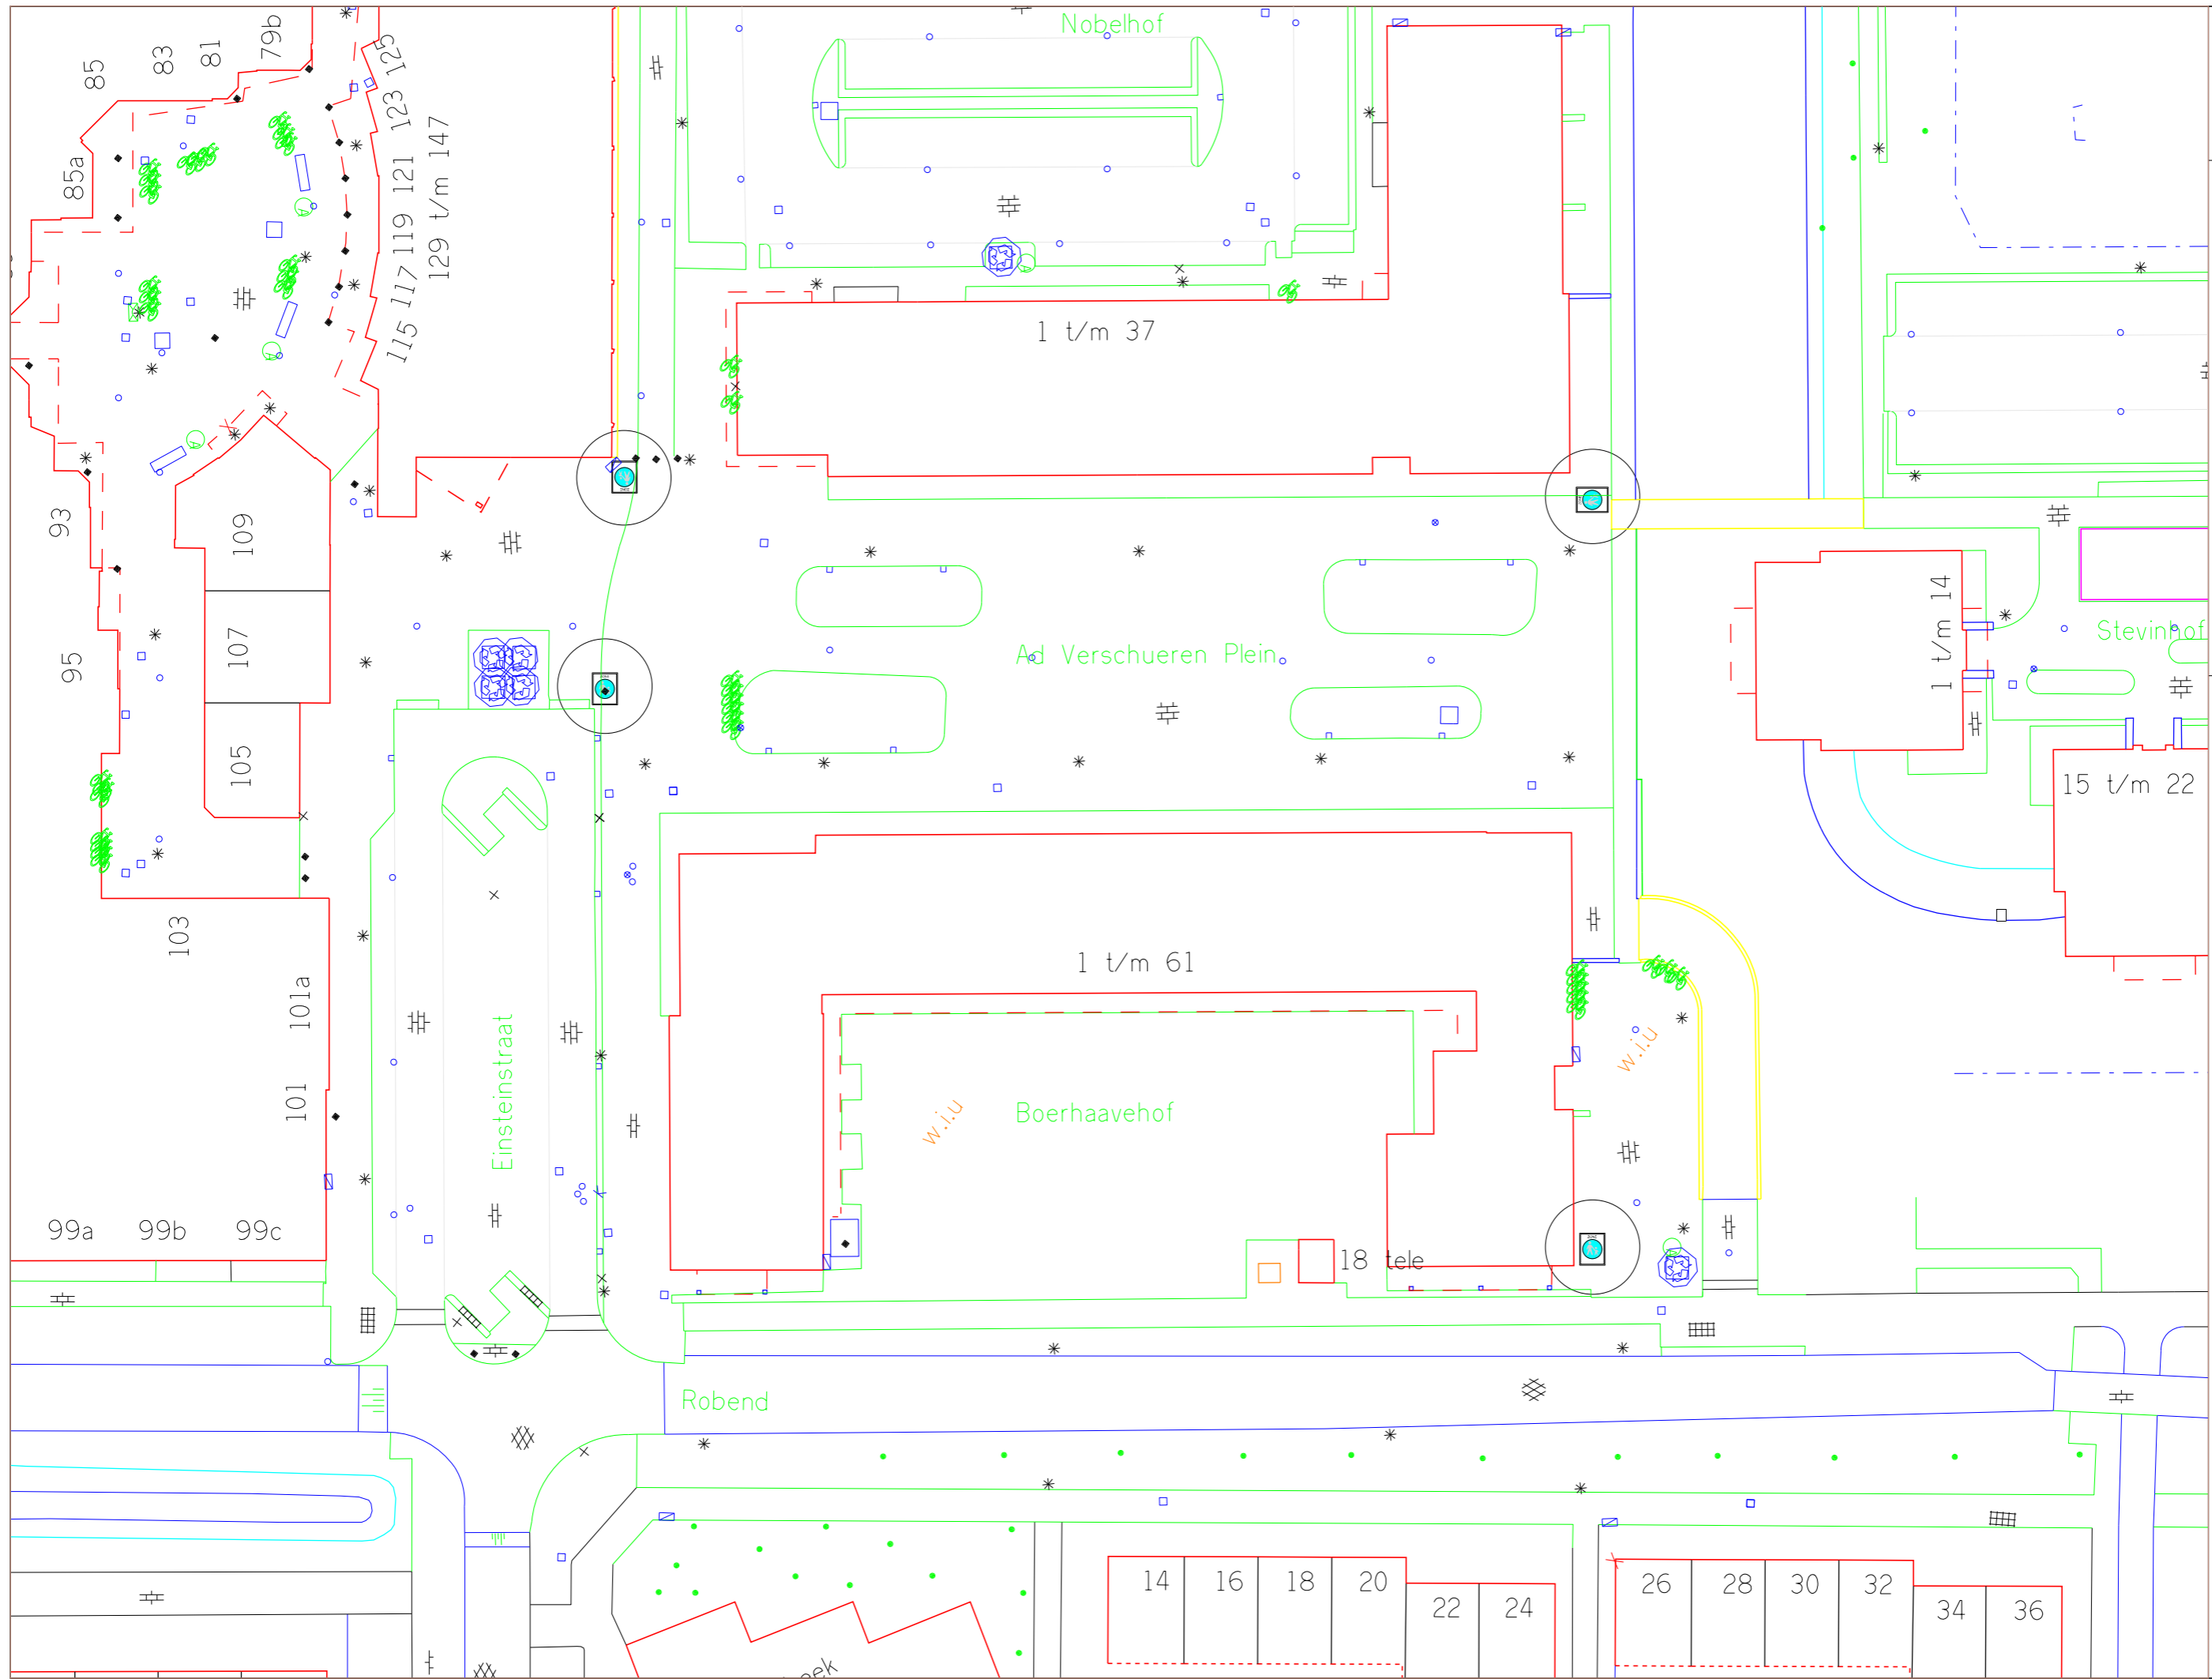 Nobelhof
79b
81
83
85
85a
125
123
121
119
117
115
129 t/m 147
1 t/m 37
93
109
107
95
105
Ad Verschueren Plein
1 t/m 14
Stevinhof
15 t/m 22
103
101a
101
Einsteinstraat
1 t/m 61
w.i.u
w.i.u
Boerhaavehof
99a
99b
99c
18 tele
Robend
14
16
18
20
22
24
26
28
30
32
34
36